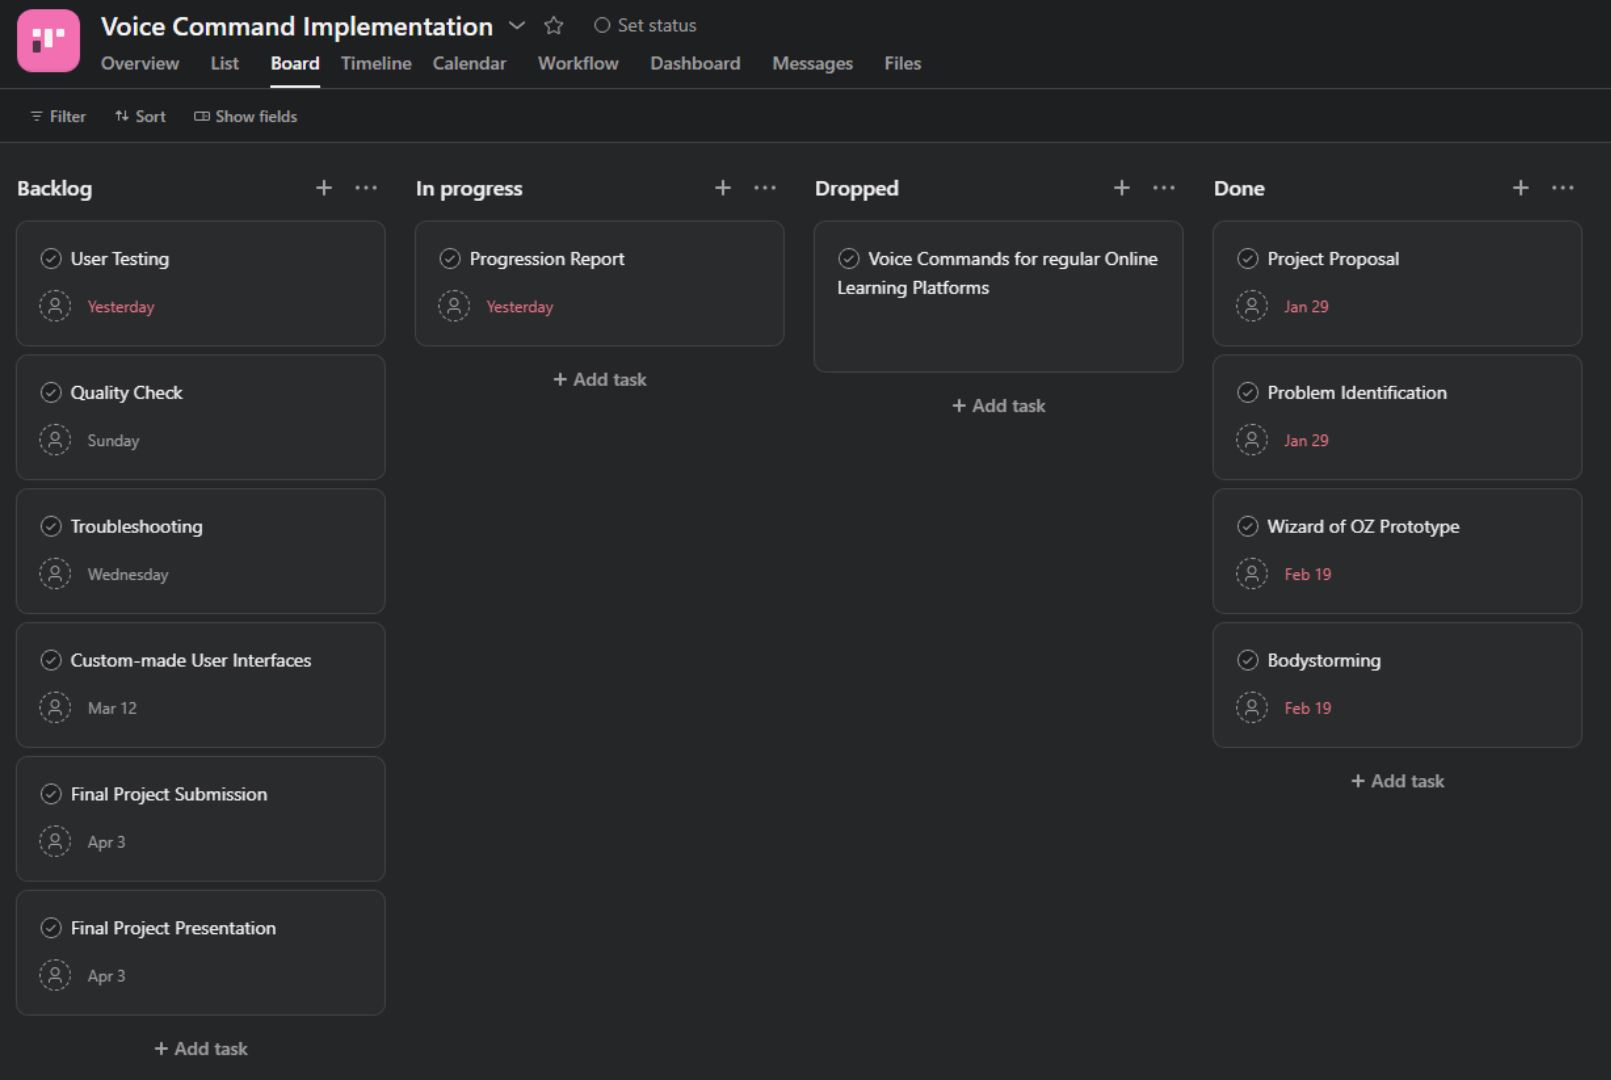 Voice Command Implementation
Set status
Overview List Board Timeline Calendar Workflow Dashboard Messages Files
Filter Sort Show fields
Backlog
User Testing
Yesterday
Quality Check
Sunday
Troubleshooting
Wednesday
Custom-made User Interfaces
Mar 12
Final Project Submission
Apr 3
Final Project Presentation
Apr 3
+ Add task
In progress
Progression Report
Yesterday
+ Add task
Dropped
Voice Commands for regular Online
Learning Platforms
+ Add task
Done
Project Proposal
Jan 29
Problem Identification
Jan 29
Wizard of OZ Prototype
Feb 19
Bodystorming
Feb 19
+ Add task